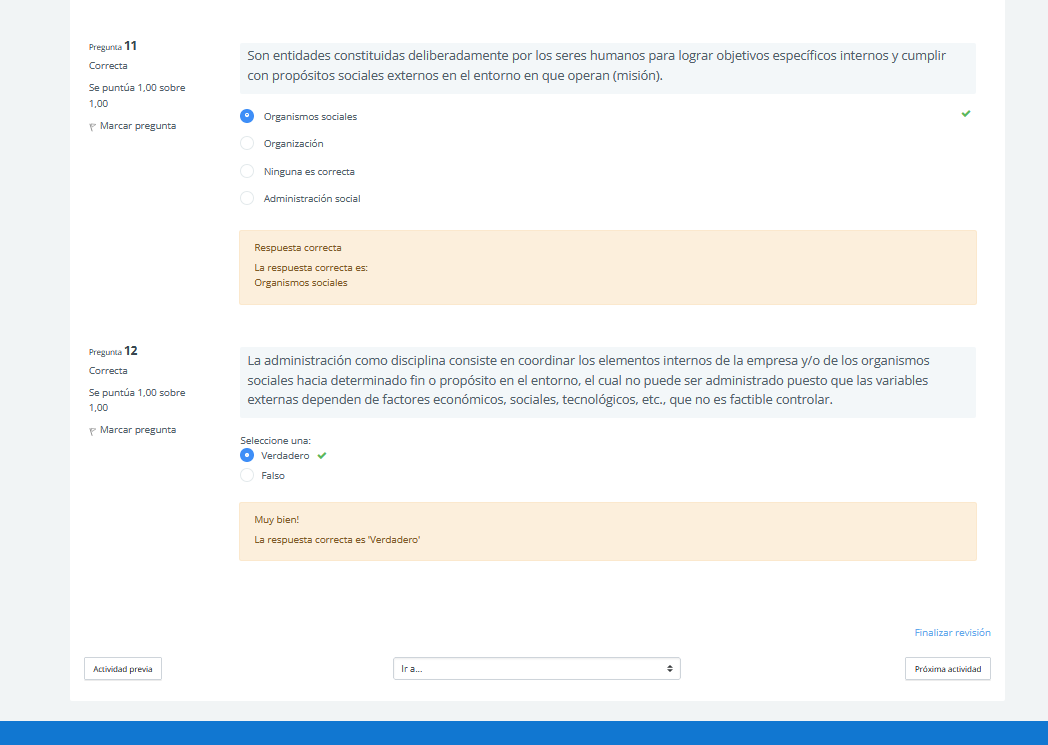 Pregunta 11
Correcta
Se puntúa 1,00 sobre
1,00
Marcar pregunta
Son entidades constituidas deliberadamente por los seres humanos para lograr objetivos específicos internos y cumplir
con propósitos sociales externos en el entorno en que operan (misión).
Organismos sociales
Organización
Ninguna es correcta
Administración social
Respuesta correcta
La respuesta correcta es:
Organismos sociales
Pregunta 12
Correcta
Se puntúa 1,00 sobre
1,00
Marcar pregunta
La administración como disciplina consiste en coordinar los elementos internos de la empresa y/o de los organismos
sociales hacia determinado fin o propósito en el entorno, el cual no puede ser administrado puesto que las variables
externas dependen de factores económicos, sociales, tecnológicos, etc., que no es factible controlar.
Seleccione una:
Verdadero
Falso
Muy bien!
La respuesta correcta es 'Verdadero'
Finalizar revisión
Actividad previa
Ir a...
Próxima actividad